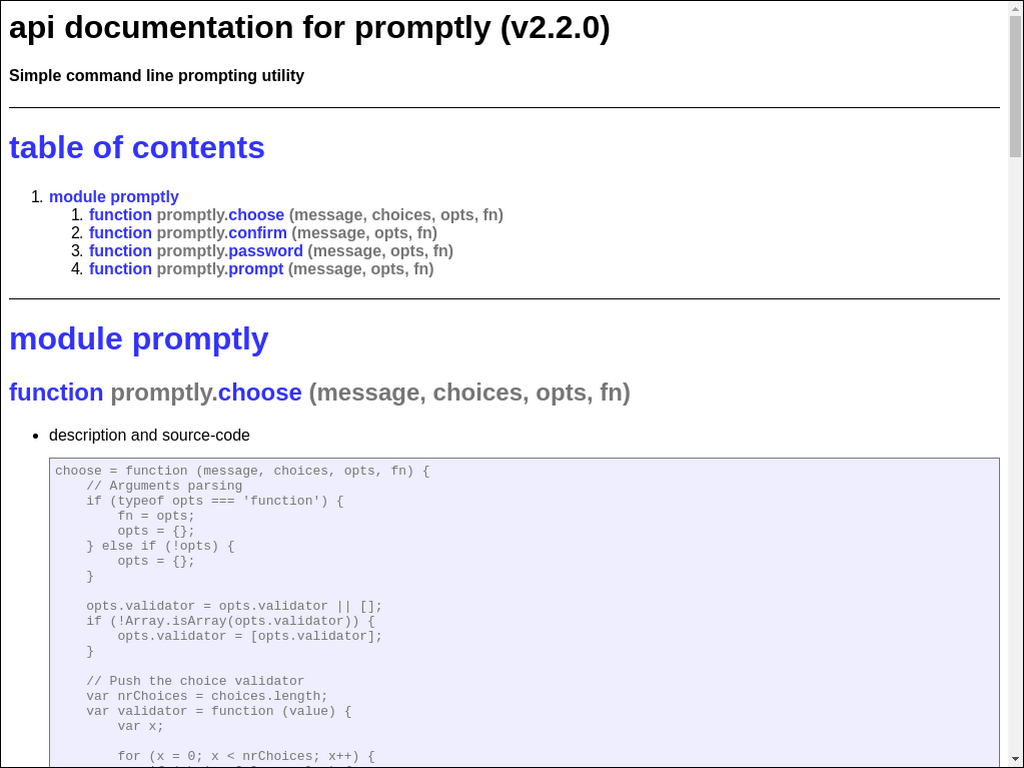 api documentation for promptly (v2.2.0)
Simple command line prompting utility
table of contents
1. module promptly
1. function promptly.choose (message, choices, opts, fn)
2. function promptly.confirm (message, opts, fn)
3. function promptly.password (message, opts, fn)
4. function promptly.prompt (message, opts, fn)
module promptly
function promptly.choose (message, choices, opts, fn)
• description and source-code
choose = function (message, choices, opts, fn) {
    // Arguments parsing
    if (typeof opts === 'function') {
        fn = opts;
        opts = {};
    } else if (!opts) {
        opts = {};
    }

    opts.validator = opts.validator || [];
    if (!Array.isArray(opts.validator)) {
        opts.validator = [opts.validator];
    }

    // Push the choice validator
    var nrChoices = choices.length;
    var validator = function (value) {
        var x;

        for (x = 0; x < nrChoices; x++) {